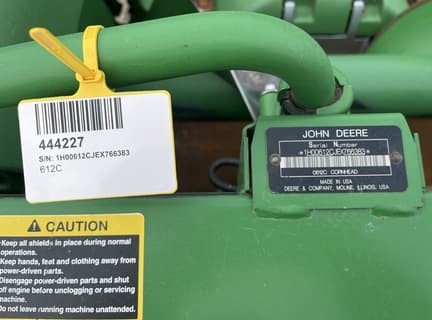 444227
S/N: 1H00612CJEX766383
612C
JOHN DEERE
Serial Number
*1H00612CJEX766383*
0612C CORNHEAD
MADE IN USA
DEERE & COMPANY, MOLINE, ILLINOIS, USA
CAUTION
Keep all shields in place during normal
operations.
Keep hands, feet and clothing away from
power-driven parts.
Disengage power-driven parts and shut
off engine before unclogging or servicing
machine.
Do not leave running machine unattended.